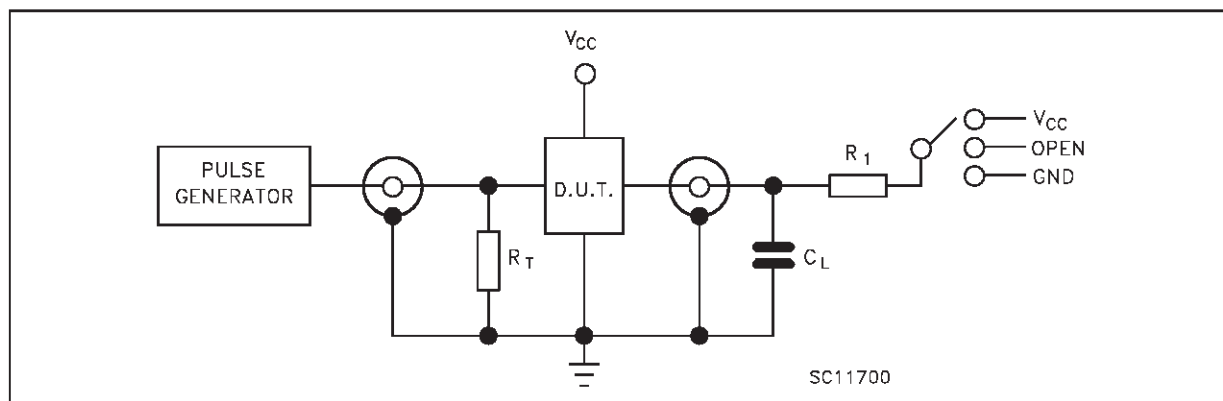 VCC
PULSE
GENERATOR
RT
D.U.T.
CL
R1
VCC
OPEN
GND
SC11700